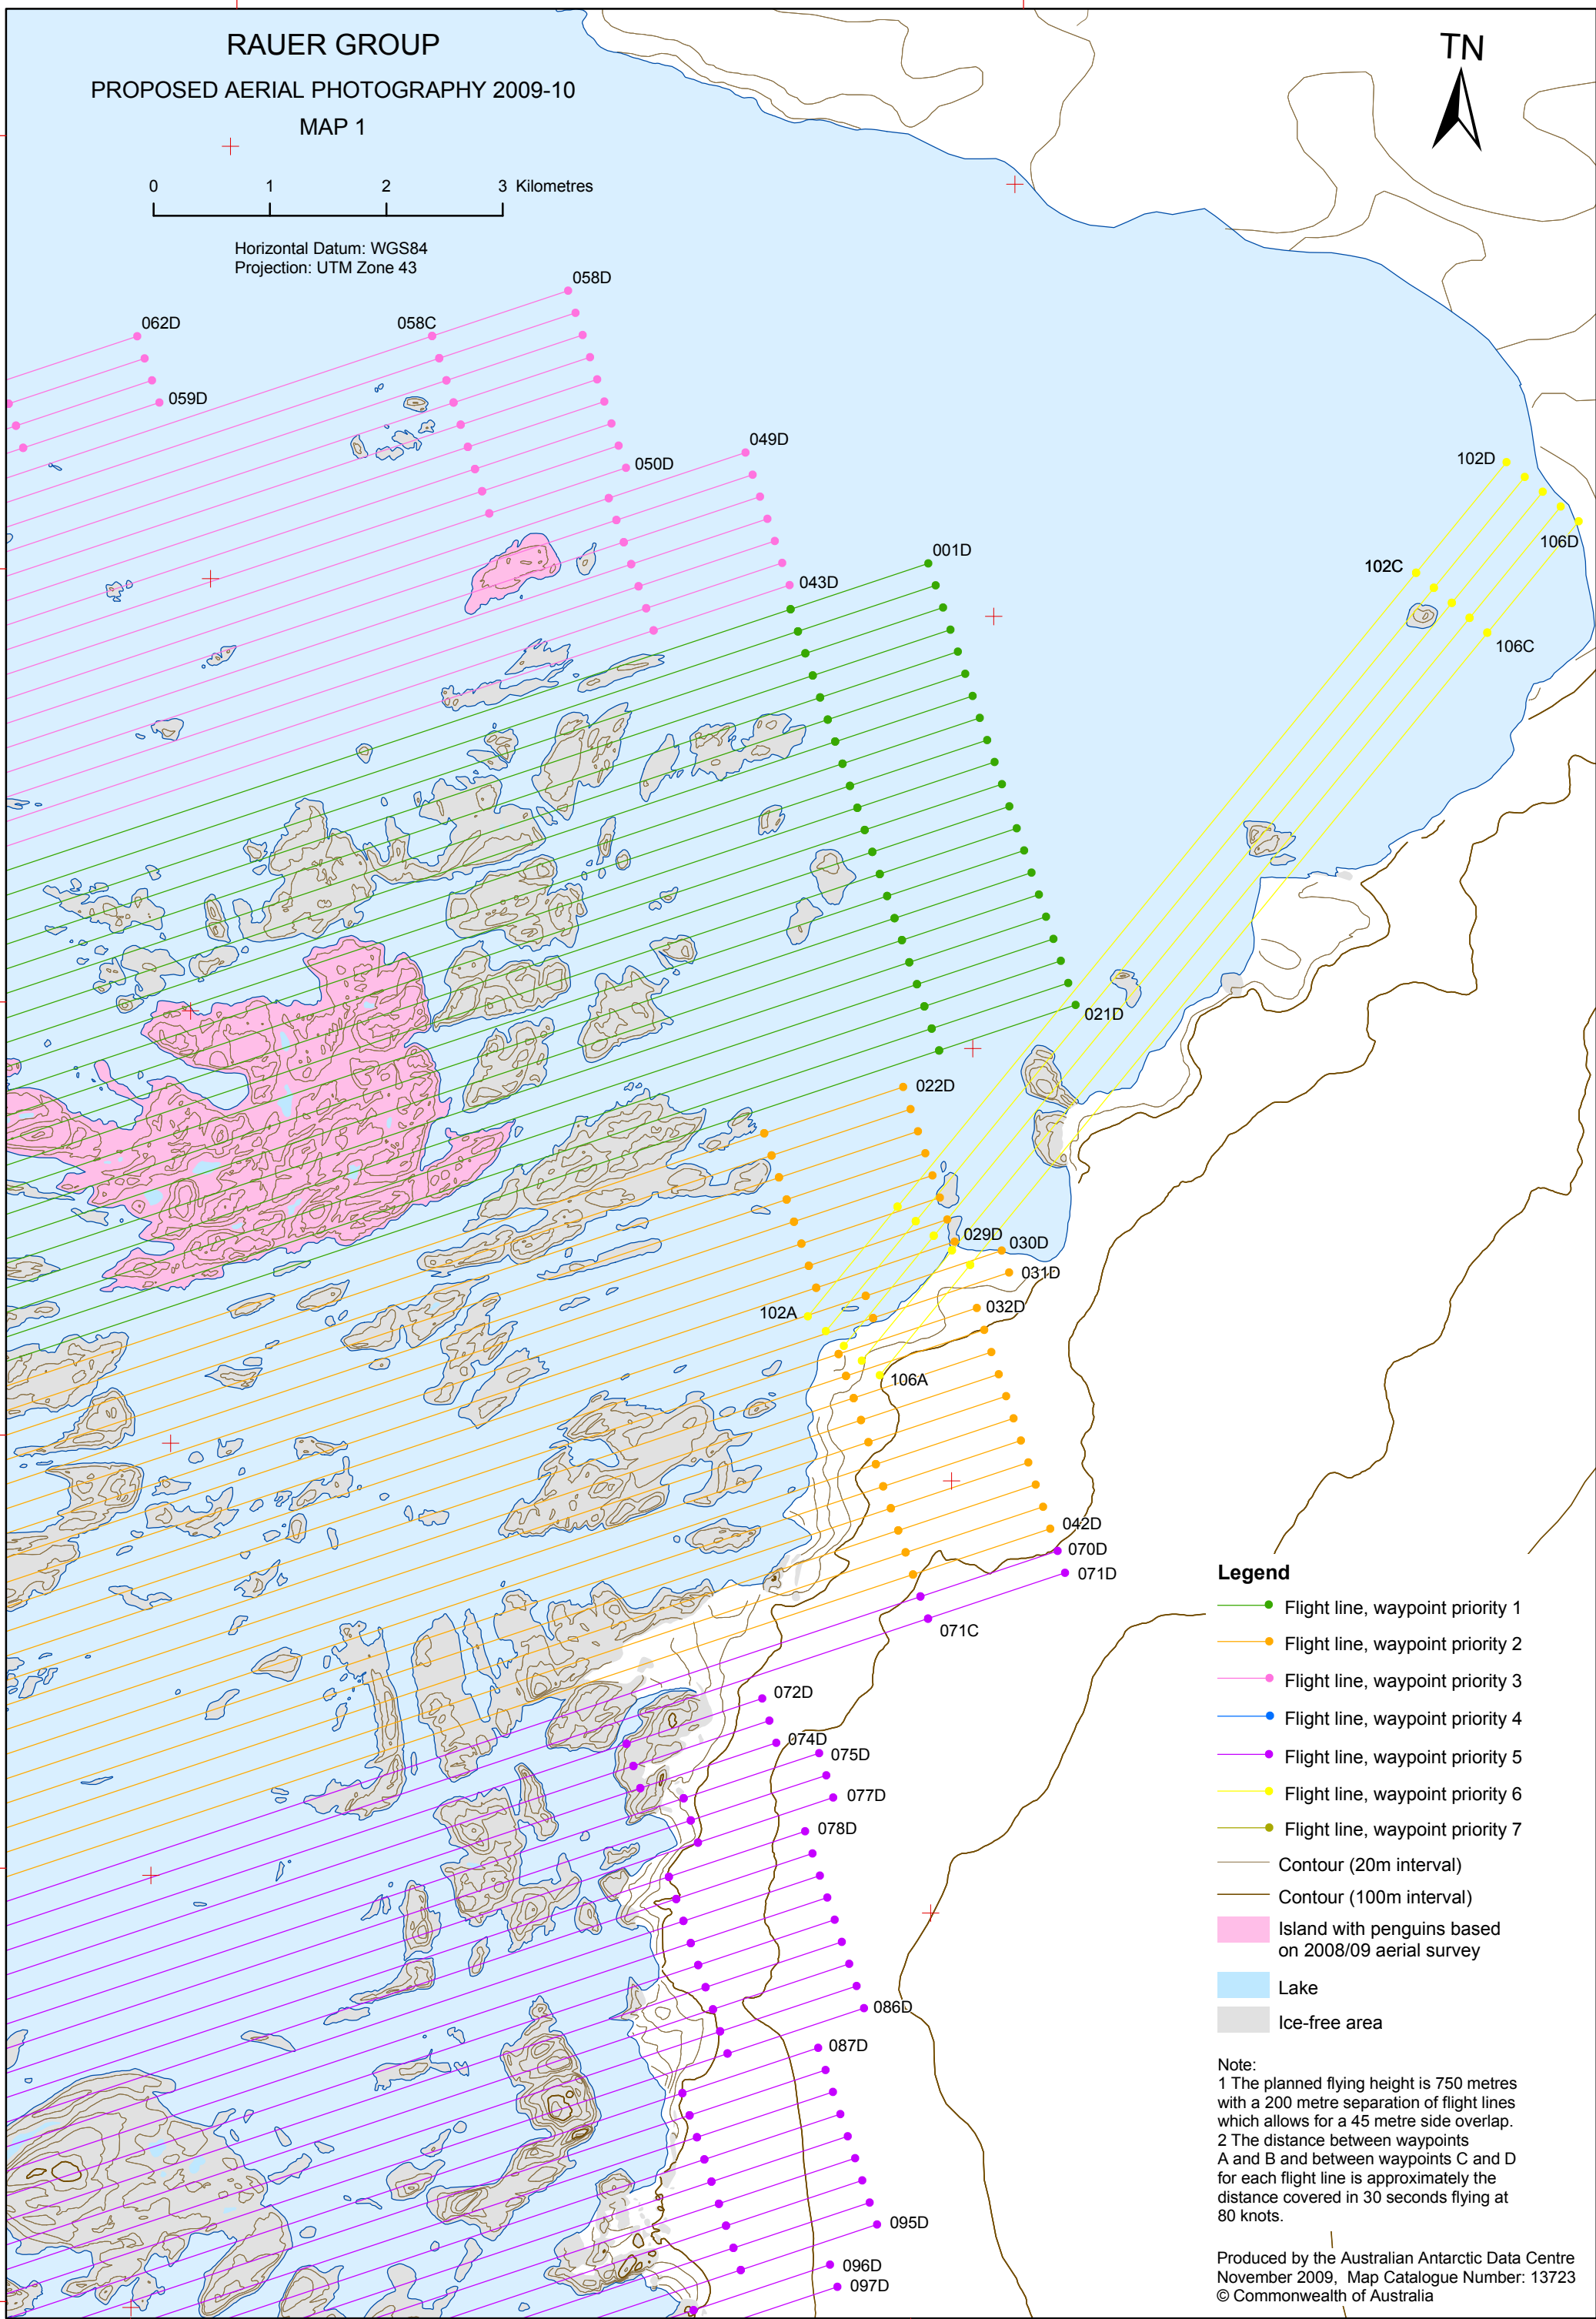 RAUER GROUP
PROPOSED AERIAL PHOTOGRAPHY 2009-10
MAP 1
TN
0 1 2 3 Kilometres
Horizontal Datum: WGS84
Projection: UTM Zone 43
058D
062D
058C
059D
049D
050D
102D
106D
001D
102C
043D
106C
021D
022D
029D
030D
031D
032D
102A
106A
042D
070D
071D
071C
072D
074D
075D
077D
078D
086D
087D
095D
096D
097D
Legend
Flight line, waypoint priority 1
Flight line, waypoint priority 2
Flight line, waypoint priority 3
Flight line, waypoint priority 4
Flight line, waypoint priority 5
Flight line, waypoint priority 6
Flight line, waypoint priority 7
Contour (20m interval)
Contour (100m interval)
Island with penguins based
on 2008/09 aerial survey
Lake
Ice-free area
Note:
1 The planned flying height is 750 metres
with a 200 metre separation of flight lines
which allows for a 45 metre side overlap.
2 The distance between waypoints
A and B and between waypoints C and D
for each flight line is approximately the
distance covered in 30 seconds flying at
80 knots.
Produced by the Australian Antarctic Data Centre
November 2009, Map Catalogue Number: 13723
© Commonwealth of Australia